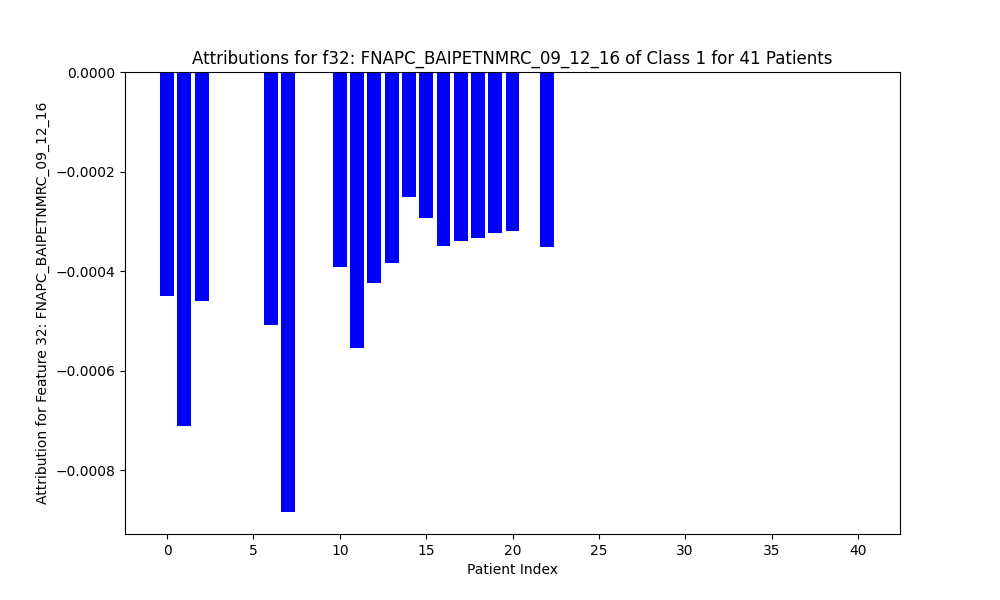 Attributions for f32: FNAPC_BAIPETNMRC_09_12_16 of Class 1 for 41 Patients
Attribution for Feature 32: FNAPC_BAIPETNMRC_09_12_16
0.0000
−0.0002
−0.0004
−0.0006
−0.0008
0 5 10 15 20 25 30 35 40
Patient Index